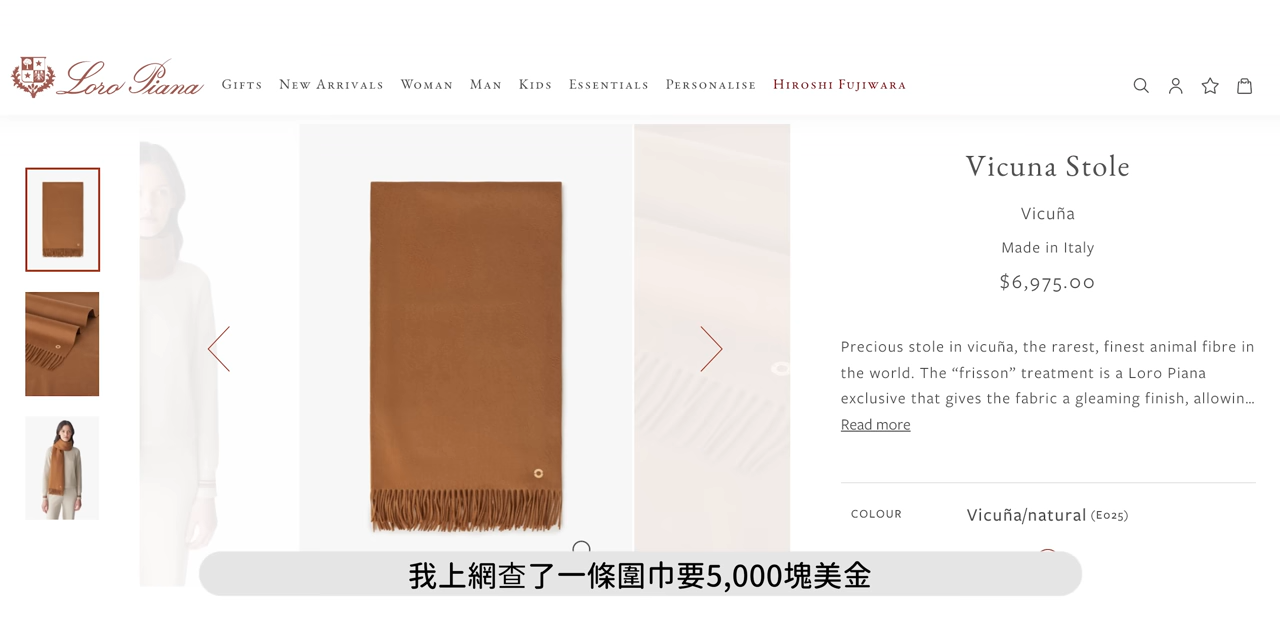 Loro Piana
Gifts New Arrivals Woman Man Kids Essentials Personalise Hiroshi Fujiwara
Vicuna Stole
Vicuña
Made in Italy
$6,975.00
Precious stole in vicuña, the rarest, finest animal fibre in
the world. The “frisson” treatment is a Loro Piana
exclusive that gives the fabric a gleaming finish, allowin...
Read more
COLOUR Vicuña/natural (E025)
我上網查了一條圍巾要5,000塊美金